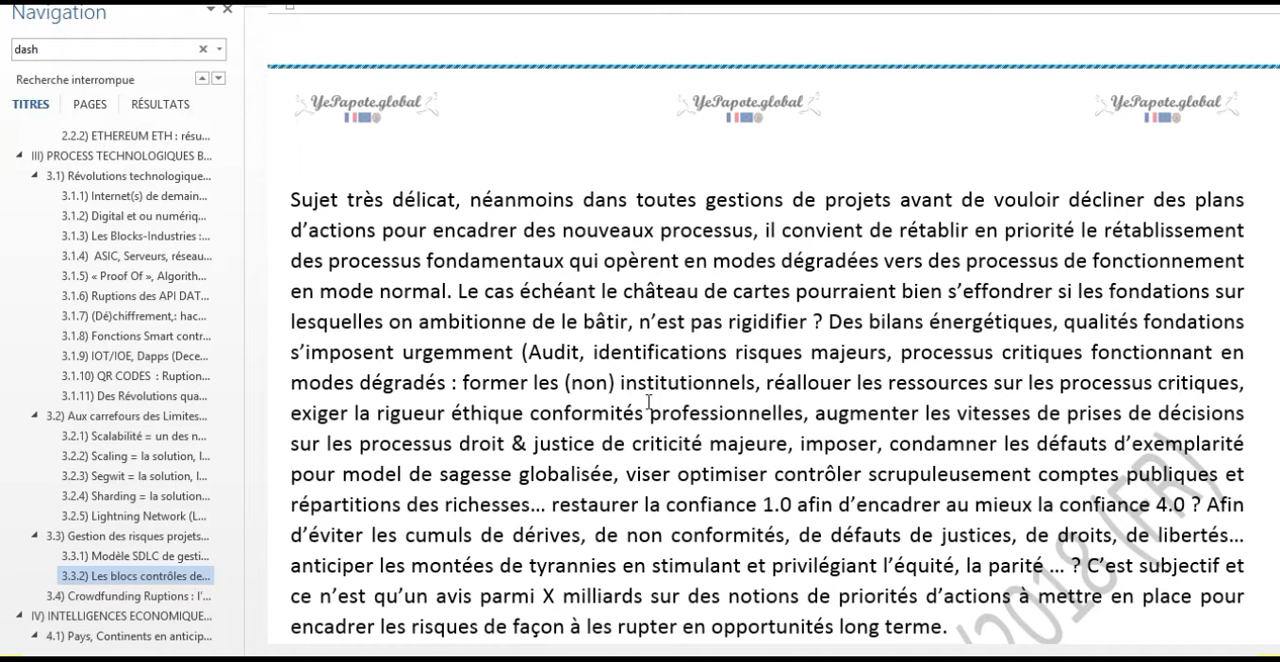 Navigation
dash
Recherche interrompue
TITRES PAGES RÉSULTATS
2.2.2) ETHEREUM ETH : résu...
III) PROCESS TECHNOLOGIQUES B...
3.1) Révolutions technologique...
3.1.1) Internet(s) de demain...
3.1.2) Digital et ou numériq...
3.1.3) Les Blocks-Industries :...
3.1.4) ASIC, Serveurs, réseau...
3.1.5) « Proof Of », Algorith...
3.1.6) Ruptions des API DAT...
3.1.7) (Dé)chiffrement,: hac...
3.1.8) Fonctions Smart contr...
3.1.9) IOT/IOE, Dapps (Dece...
3.1.10) QR CODES : Ruption...
3.1.11) Des Révolutions qua...
3.2) Aux carrefours des Limites...
3.2.1) Scalabilité = un des n...
3.2.2) Scaling = la solution, l...
3.2.3) Segwit = la solution, l...
3.2.4) Sharding = la solution...
3.2.5) Lightning Network (L...
3.3) Gestion des risques projets...
3.3.1) Modèle SDLC de gesti...
3.3.2) Les blocs contrôles de...
3.4) Crowdfunding Ruptions : l'...
IV) INTELLIGENCES ECONOMIQUE...
4.1) Pays, Continents en anticip...
YePapote.global YePapote.global YePapote.global
Sujet très délicat, néanmoins dans toutes gestions de projets avant de vouloir décliner des plans
d’actions pour encadrer des nouveaux processus, il convient de rétablir en priorité le rétablissement
des processus fondamentaux qui opèrent en modes dégradées vers des processus de fonctionnement
en mode normal. Le cas échéant le château de cartes pourraient bien s’effondrer si les fondations sur
lesquelles on ambitionne de le bâtir, n’est pas rigidifier ? Des bilans énergétiques, qualités fondations
s’imposent urgemment (Audit, identifications risques majeurs, processus critiques fonctionnant en
modes dégradés : former les (non) institutionnels, réallouer les ressources sur les processus critiques,
exiger la rigueur éthique conformités professionnelles, augmenter les vitesses de prises de décisions
sur les processus droit & justice de criticité majeure, imposer, condamner les défauts d’exemplarité
pour model de sagesse globalisée, viser optimiser contrôler scrupuleusement comptes publiques et
répartitions des richesses... restaurer la confiance 1.0 afin d’encadrer au mieux la confiance 4.0 ? Afin
d’éviter les cumuls de dérives, de non conformités, de défauts de justices, de droits, de libertés...
anticiper les montées de tyrannies en stimulant et privilégiant l’équité, la parité ... ? C’est subjectif et
ce n’est qu’un avis parmi X milliards sur des notions de priorités d’actions à mettre en place pour
encadrer les risques de façon à les rupter en opportunités long terme.
/2018 (FR)